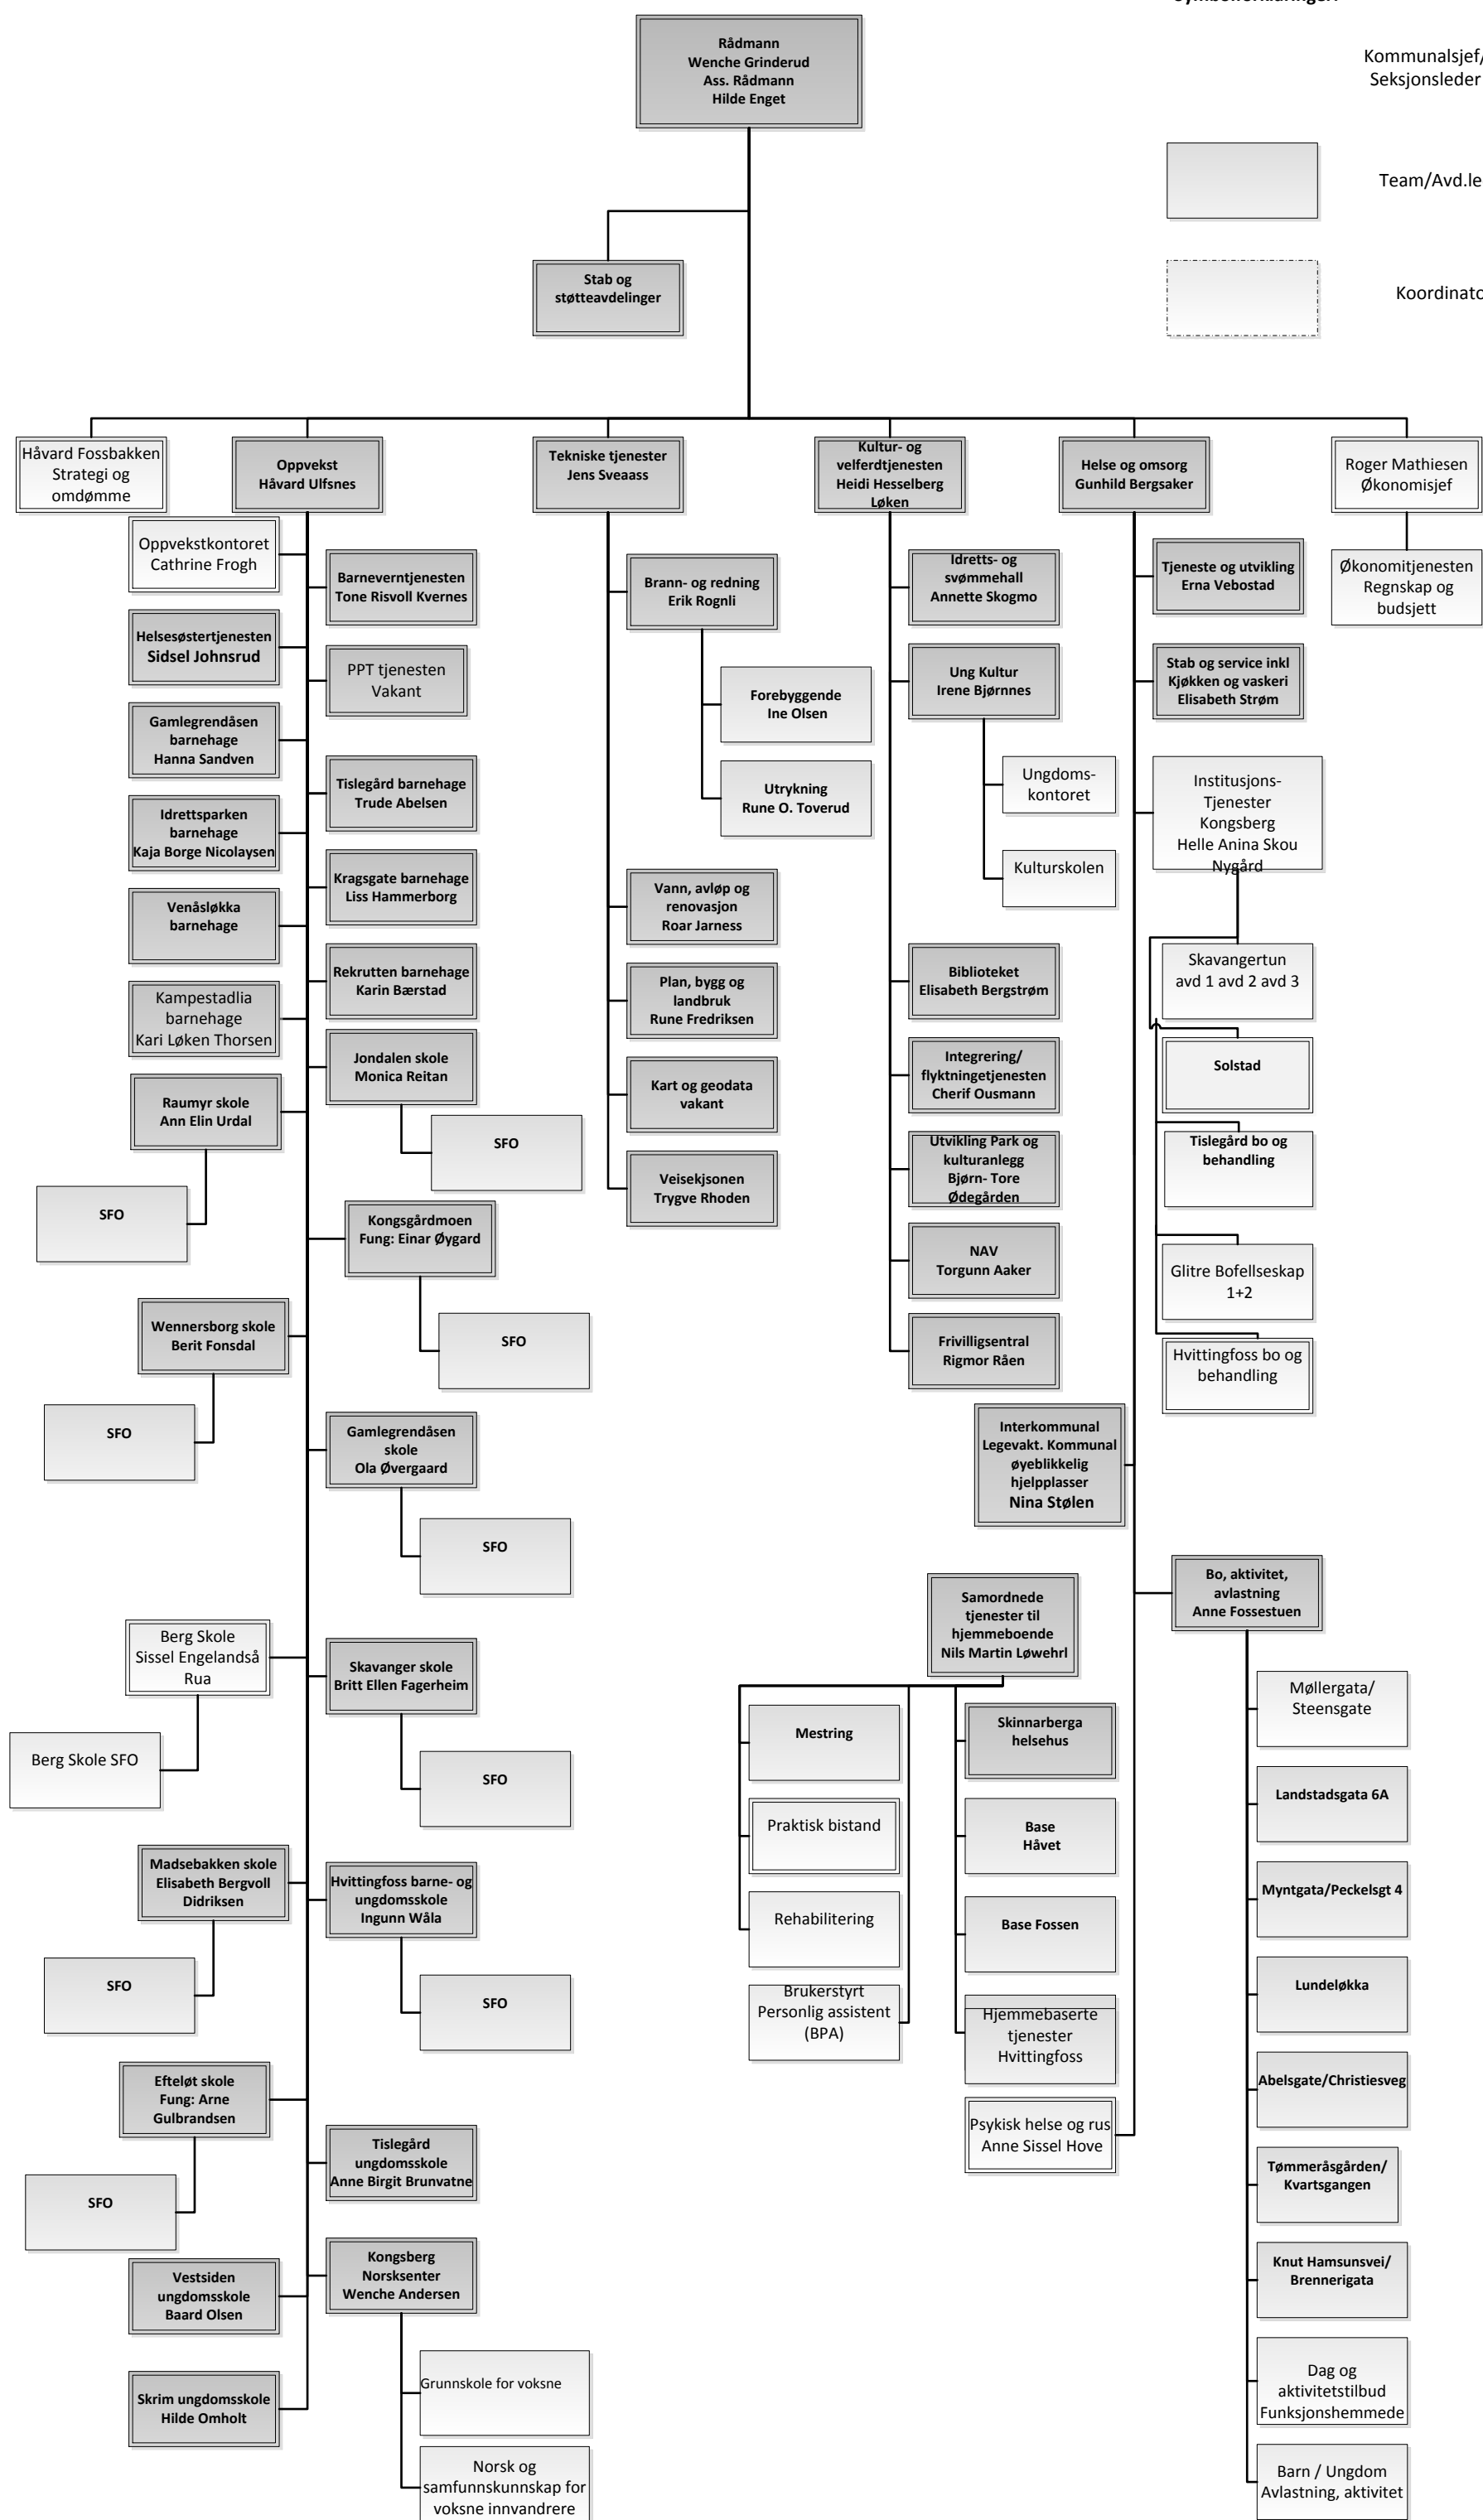 Rådmann
Wenche Grinderud
Ass. Rådmann
Hilde Enget
Kommunalsjef/
Seksjonsleder
Team/Avd.le
Koordinato
Stab og
støtteavdelinger
Håvard Fossbakken
Strategi og
omdømme
Oppvekst
Håvard Ulfsnes
Tekniske tjenester
Jens Sveaass
Kultur- og
velferdtjenesten
Heidi Hesselberg
Løken
Helse og omsorg
Gunhild Bergsaker
Roger Mathiesen
Økonomisjef
Oppvekstkontoret
Cathrine Frogh
Barneverntjenesten
Tone Risvoll Kvernes
Helsesøstertjenesten
Sidsel Johnsrud
PPT tjenesten
Vakant
Gamlegrendåsen
barnehage
Hanna Sandven
Tislegård barnehage
Trude Abelsen
Idrettsparken
barnehage
Kaja Borge Nicolaysen
Kragsgate barnehage
Liss Hammerborg
Venåsløkka
barnehage
Rekrutten barnehage
Karin Bærstad
Kampestadlia
barnehage
Kari Løken Thorsen
Jondalen skole
Monica Reitan
SFO
Raumyr skole
Ann Elin Urdal
SFO
Kongsgårdmoen
Fung: Einar Øygard
SFO
Wennersborg skole
Berit Fonsdal
SFO
Gamlegrendåsen
skole
Ola Øvergaard
SFO
Berg Skole
Sissel Engelandså
Rua
Berg Skole SFO
Skavanger skole
Britt Ellen Fagerheim
SFO
Madsebakken skole
Elisabeth Bergvoll
Didriksen
SFO
Hvittingfoss barne- og
ungdomsskole
Ingunn Wåla
SFO
Efteløt skole
Fung: Arne
Gulbrandsen
SFO
Tislegård
ungdomsskole
Anne Birgit Brunvatne
Vestsiden
ungdomsskole
Baard Olsen
Kongsberg
Norsksenter
Wenche Andersen
Grunnskole for voksne
Norsk og
samfunnskunnskap for
voksne innvandrere
Skrim ungdomsskole
Hilde Omholt
Brann- og redning
Erik Rognli
Forebyggende
Ine Olsen
Utrykning
Rune O. Toverud
Vann, avløp og
renovasjon
Roar Jarness
Plan, bygg og
landbruk
Rune Fredriksen
Kart og geodata
vakant
Veisekjsonen
Trygve Rhoden
Idretts- og
svømmehall
Annette Skogmo
Ung Kultur
Irene Bjørnnes
Ungdoms-
kontoret
Kulturskolen
Biblioteket
Elisabeth Bergstrøm
Integrering/
flyktningetjenesten
Cherif Ousmann
Utvikling Park og
kulturanlegg
Bjørn- Tore
Ødegården
NAV
Torgunn Aaker
Frivilligsentral
Rigmor Råen
Tjeneste og utvikling
Erna Vebostad
Stab og service inkl
Kjøkken og vaskeri
Elisabeth Strøm
Institusjons-
Tjenester
Kongsberg
Helle Anina Skou
Nygård
Skavangertun
avd 1 avd 2 avd 3
Solstad
Tislegård bo og
behandling
Glitre Bofellseskap
1+2
Hvittingfoss bo og
behandling
Interkommunal
Legevakt. Kommunal
øyeblikkelig
hjelpplasser
Nina Stølen
Samordnede
tjenester til
hjemmeboende
Nils Martin Løwehrl
Mestring
Praktisk bistand
Rehabilitering
Brukerstyrt
Personlig assistent
(BPA)
Skinnarberga
helsehus
Base
Håvet
Base Fossen
Hjemmebaserte
tjenester
Hvittingfoss
Psykisk helse og rus
Anne Sissel Hove
Bo, aktivitet,
avlastning
Anne Fossestuen
Møllergata/
Steensgate
Landstadsgata 6A
Myntgata/Peckelsgt 4
Lundeløkka
Abelsgate/Christiesveg
Tømmeråsgården/
Kvartsgangen
Knut Hamsunsvei/
Brennerigata
Dag og
aktivitetstilbud
Funksjonshemmede
Barn / Ungdom
Avlastning, aktivitet
Økonomitjenesten
Regnskap og
budsjett